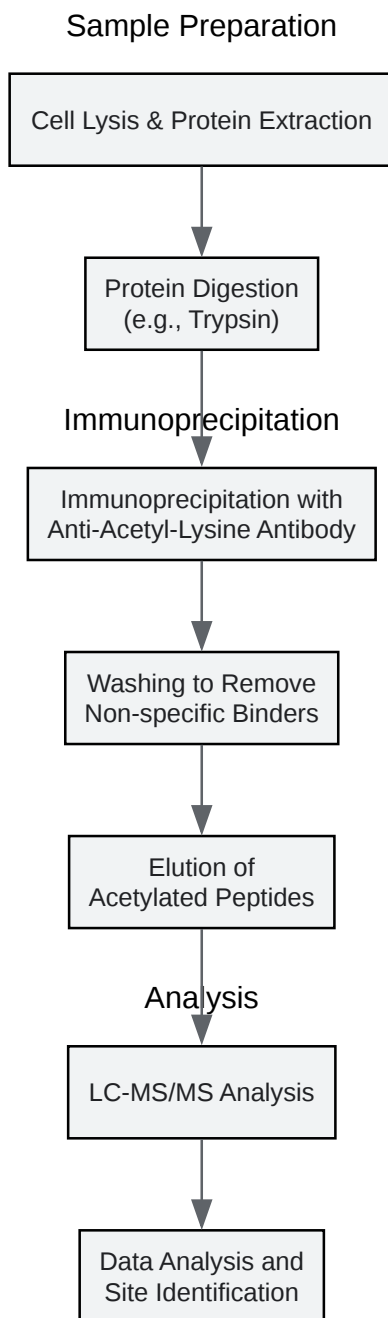 Sample Preparation
Cell Lysis & Protein Extraction
Protein Digestion
(e.g., Trypsin)
Immunoprecipitation
Immunoprecipitation with
Anti-Acetyl-Lysine Antibody
Washing to Remove
Non-specific Binders
Elution of
Acetylated Peptides
Analysis
LC-MS/MS Analysis
Data Analysis and
Site Identification